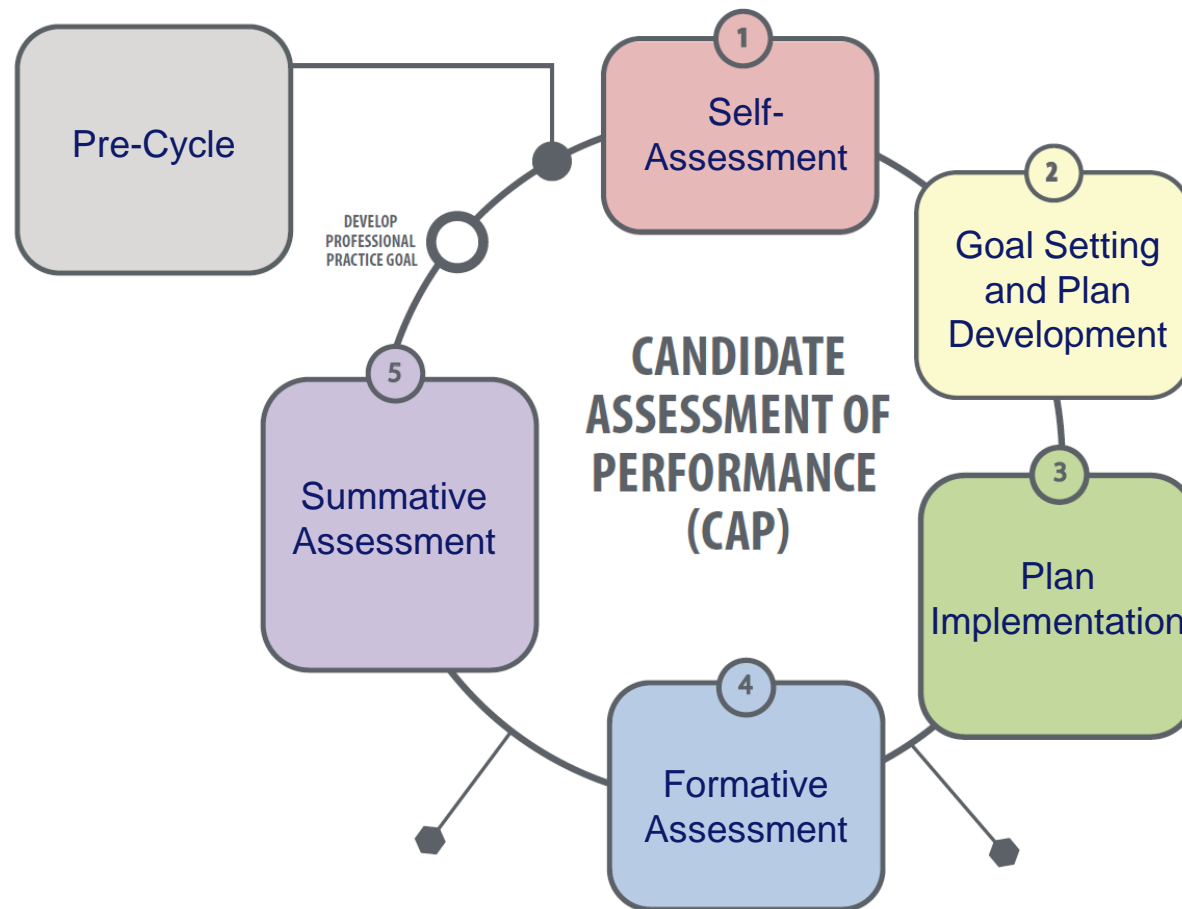 Pre-Cycle
1
Self-
Assessment
2
Goal Setting
and Plan
Development
DEVELOP
PROFESSIONAL
PRACTICE GOAL
CANDIDATE
ASSESSMENT OF
PERFORMANCE
(CAP)
3
Plan
Implementation
4
Formative
Assessment
5
Summative
Assessment